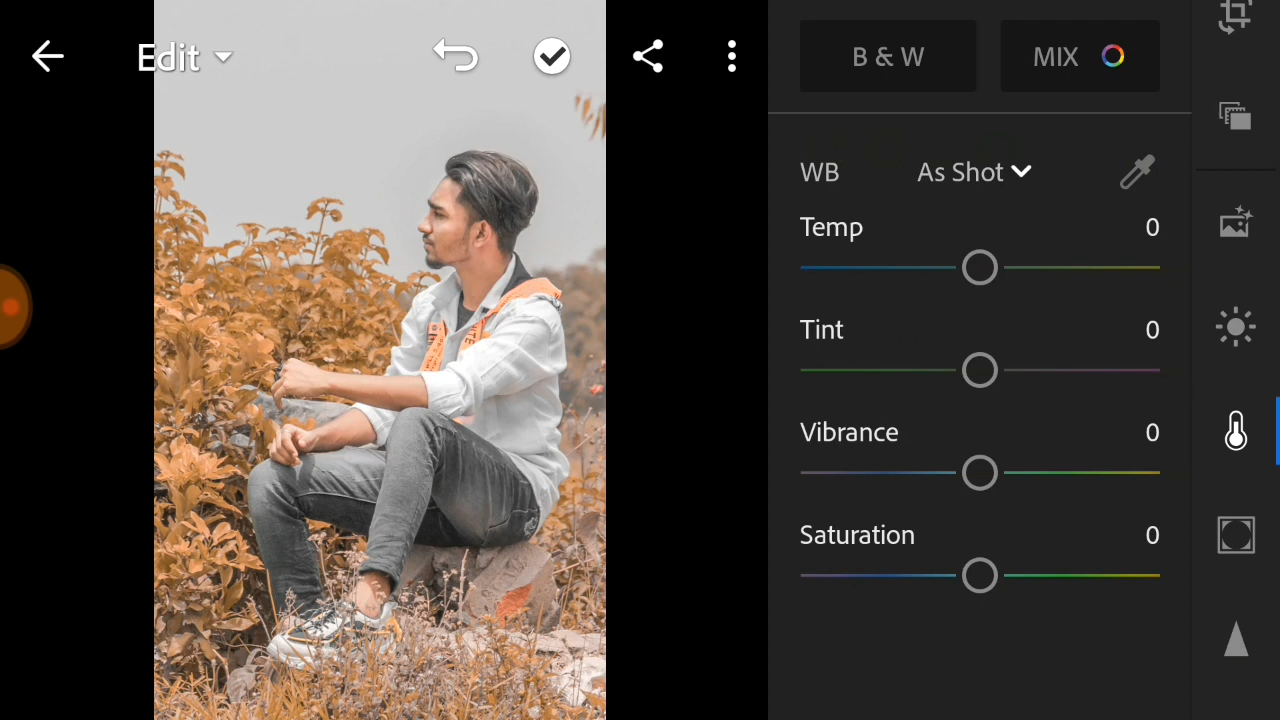 Edit
B & W
MIX
WB
As Shot
Temp
0
Tint
0
Vibrance
0
Saturation
0